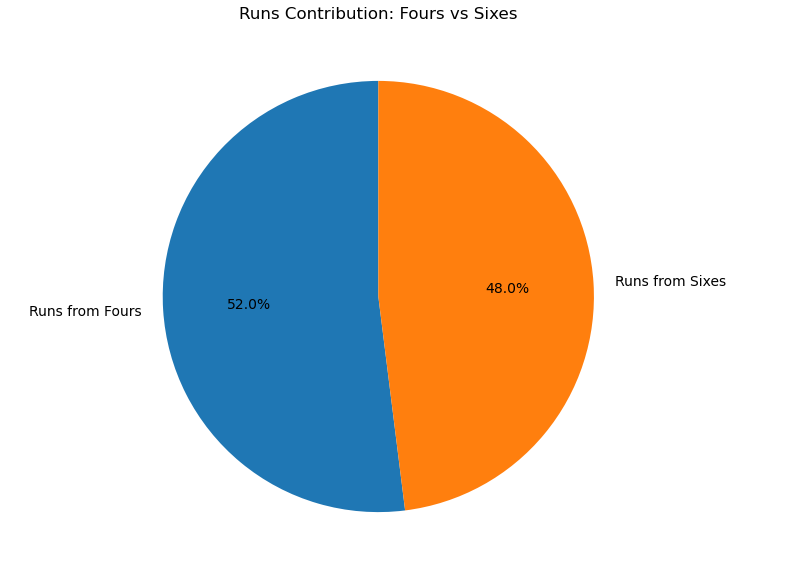 Runs Contribution: Fours vs Sixes
Runs from Sixes
48.0%
52.0%
Runs from Fours